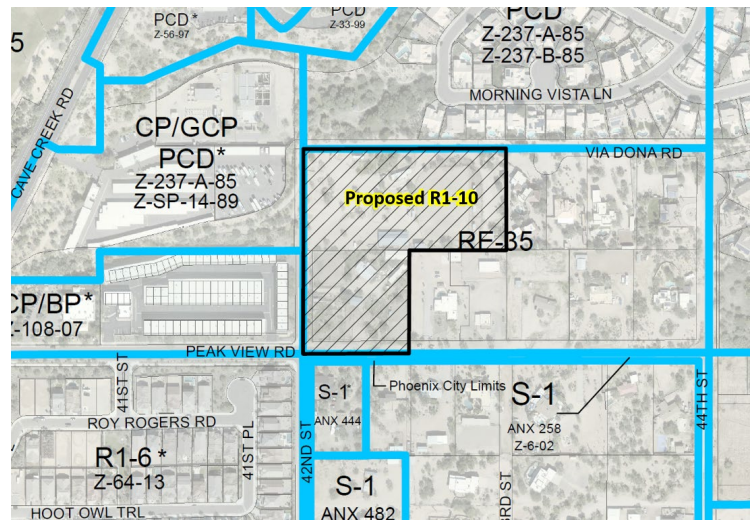 PCD*
Z-56-97
PCD
Z-33-99
PCD
Z-237-A-85
Z-237-B-85
5
MORNING VISTA LN
CAVE CREEK RD
CP/GCP
PCD*
Z-237-A-85
Z-SP-14-89
VIA DONA RD
Proposed R1-10
RE-35
CP/BP*
Z-108-07
PEAK VIEW RD
Phoenix City Limits
41ST ST
S-1
ANX 444
S-1
ANX 258
Z-6-02
44TH ST
ROY ROGERS RD
41ST PL
42ND ST
R1-6*
Z-64-13
S-1
ANX 482
HOOT OWL TRL